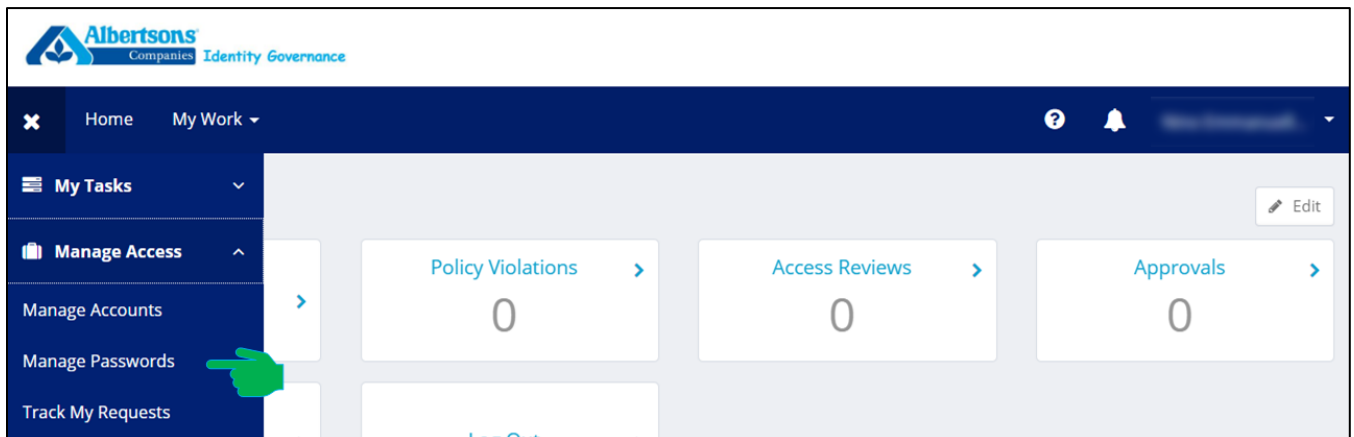 Albertsons
Companies Identity Governance
Home My Work
My Tasks
Edit
Manage Access
Policy Violations Access Reviews Approvals
Manage Accounts
0 0 0
Manage Passwords
Track My Requests